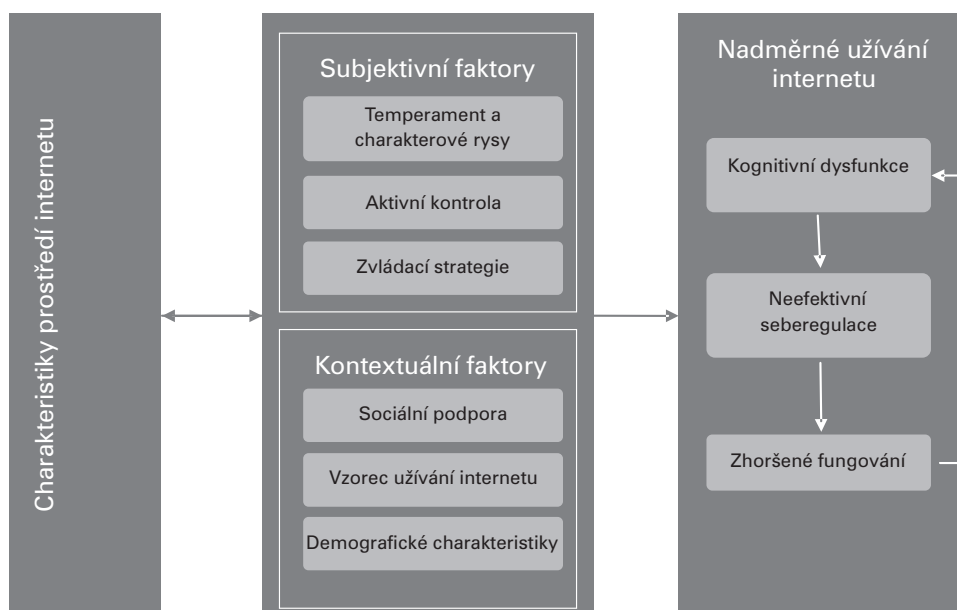 Charakteristiky prostředí internetu
Subjektivní faktory
Temperament a
charakterové rysy
Aktivní kontrola
Zvládací strategie
Kontextuální faktory
Sociální podpora
Vzorec užívání internetu
Demografické charakteristiky
Nadměrné užívání
internetu
Kognitivní dysfunkce
Neefektivní
seberegulace
Zhoršené fungování